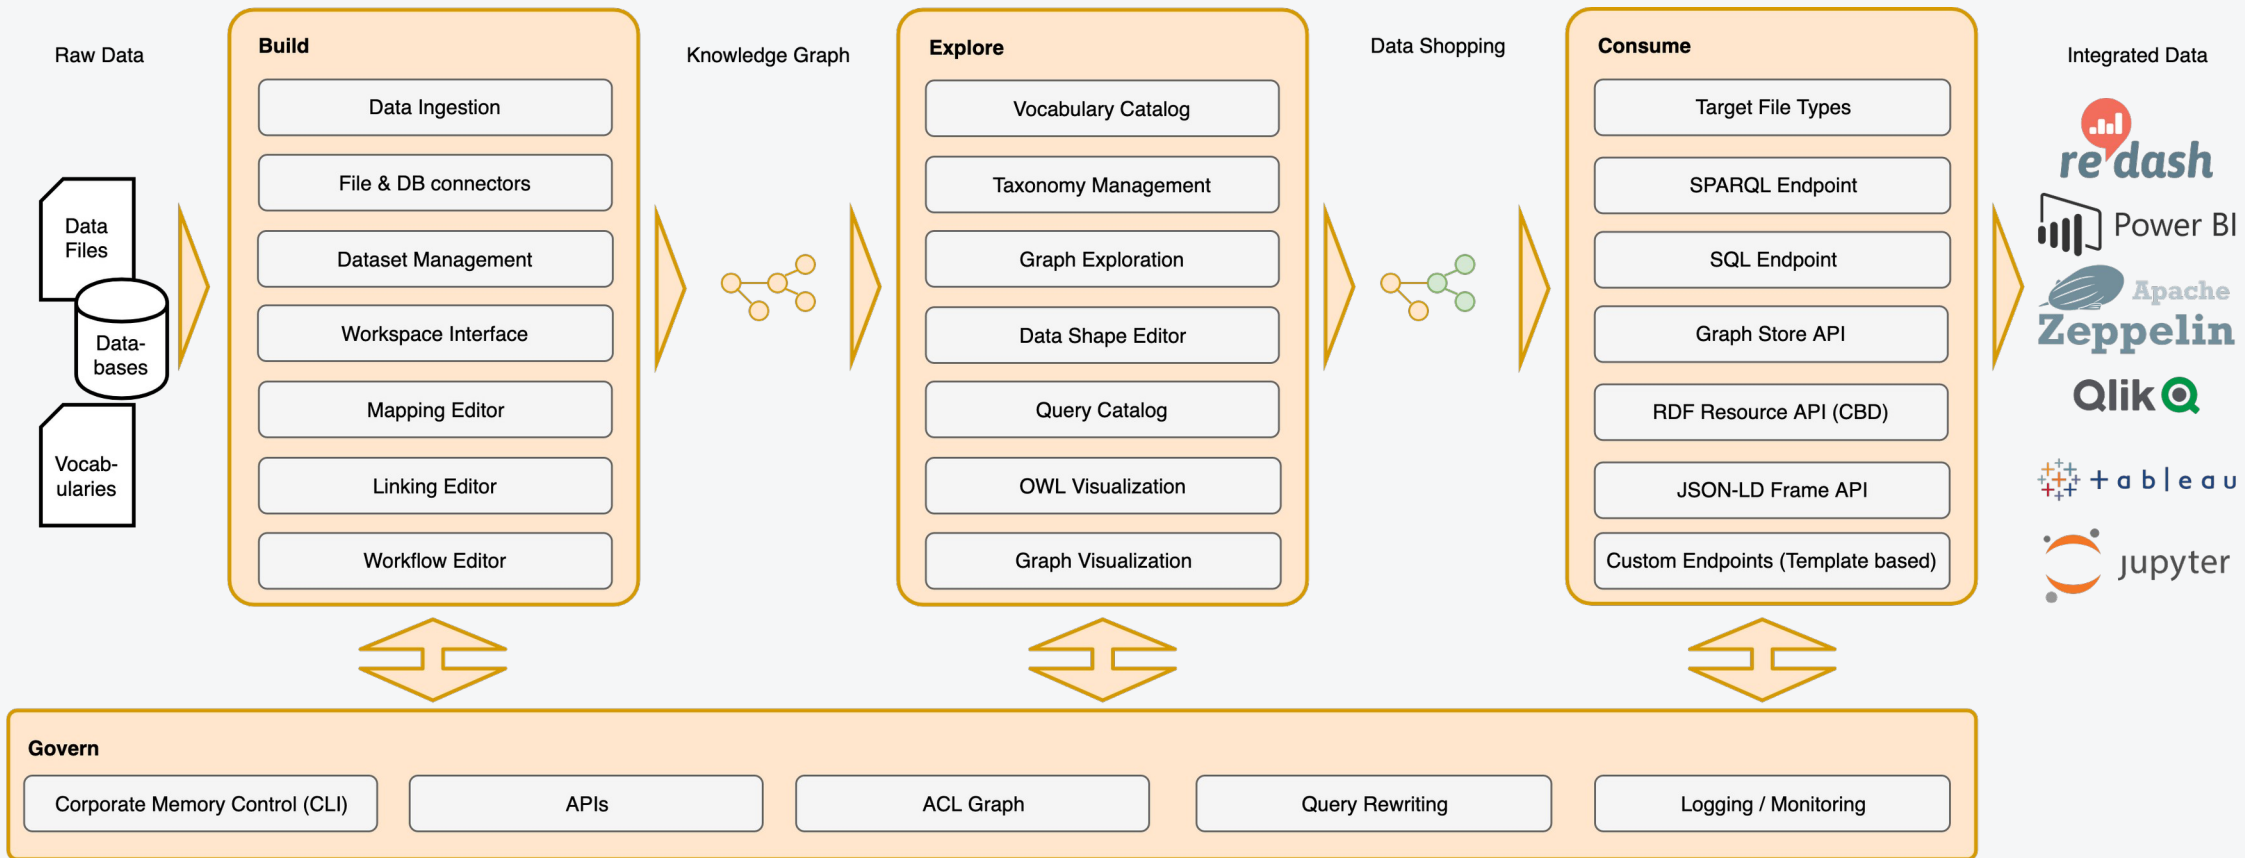 Raw Data
Data
Files
Data-
bases
Vocab-
ularies
Build
Data Ingestion
File & DB connectors
Dataset Management
Workspace Interface
Mapping Editor
Linking Editor
Workflow Editor
Knowledge Graph
Explore
Vocabulary Catalog
Taxonomy Management
Graph Exploration
Data Shape Editor
Query Catalog
OWL Visualization
Graph Visualization
Data Shopping
Consume
Target File Types
SPARQL Endpoint
SQL Endpoint
Graph Store API
RDF Resource API (CBD)
JSON-LD Frame API
Custom Endpoints (Template based)
Integrated Data
redash
Power BI
Apache
Zeppelin
Qlik
+ableau
jupyter
Govern
Corporate Memory Control (CLI)
APIs
ACL Graph
Query Rewriting
Logging / Monitoring